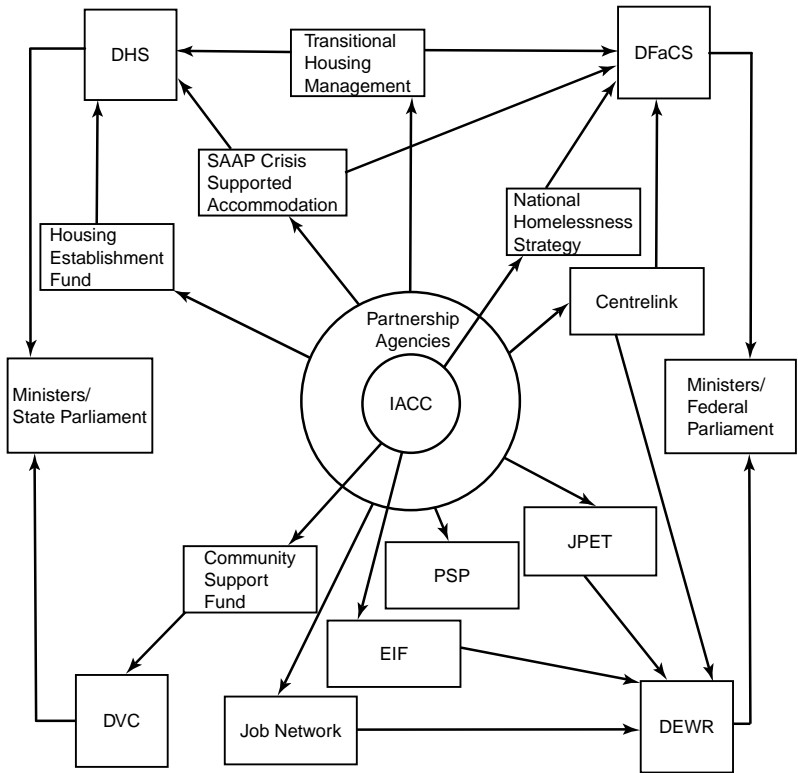 DHS
Transitional
Housing
Management
DFaCS
SAAP Crisis
Supported
Accommodation
National
Homelessness
Strategy
Housing
Establishment
Fund
Centrelink
Partnership
Agencies
IACC
Ministers/
State Parliament
Ministers/
Federal
Parliament
JPET
Community
Support
Fund
PSP
EIF
DVC
Job Network
DEWR